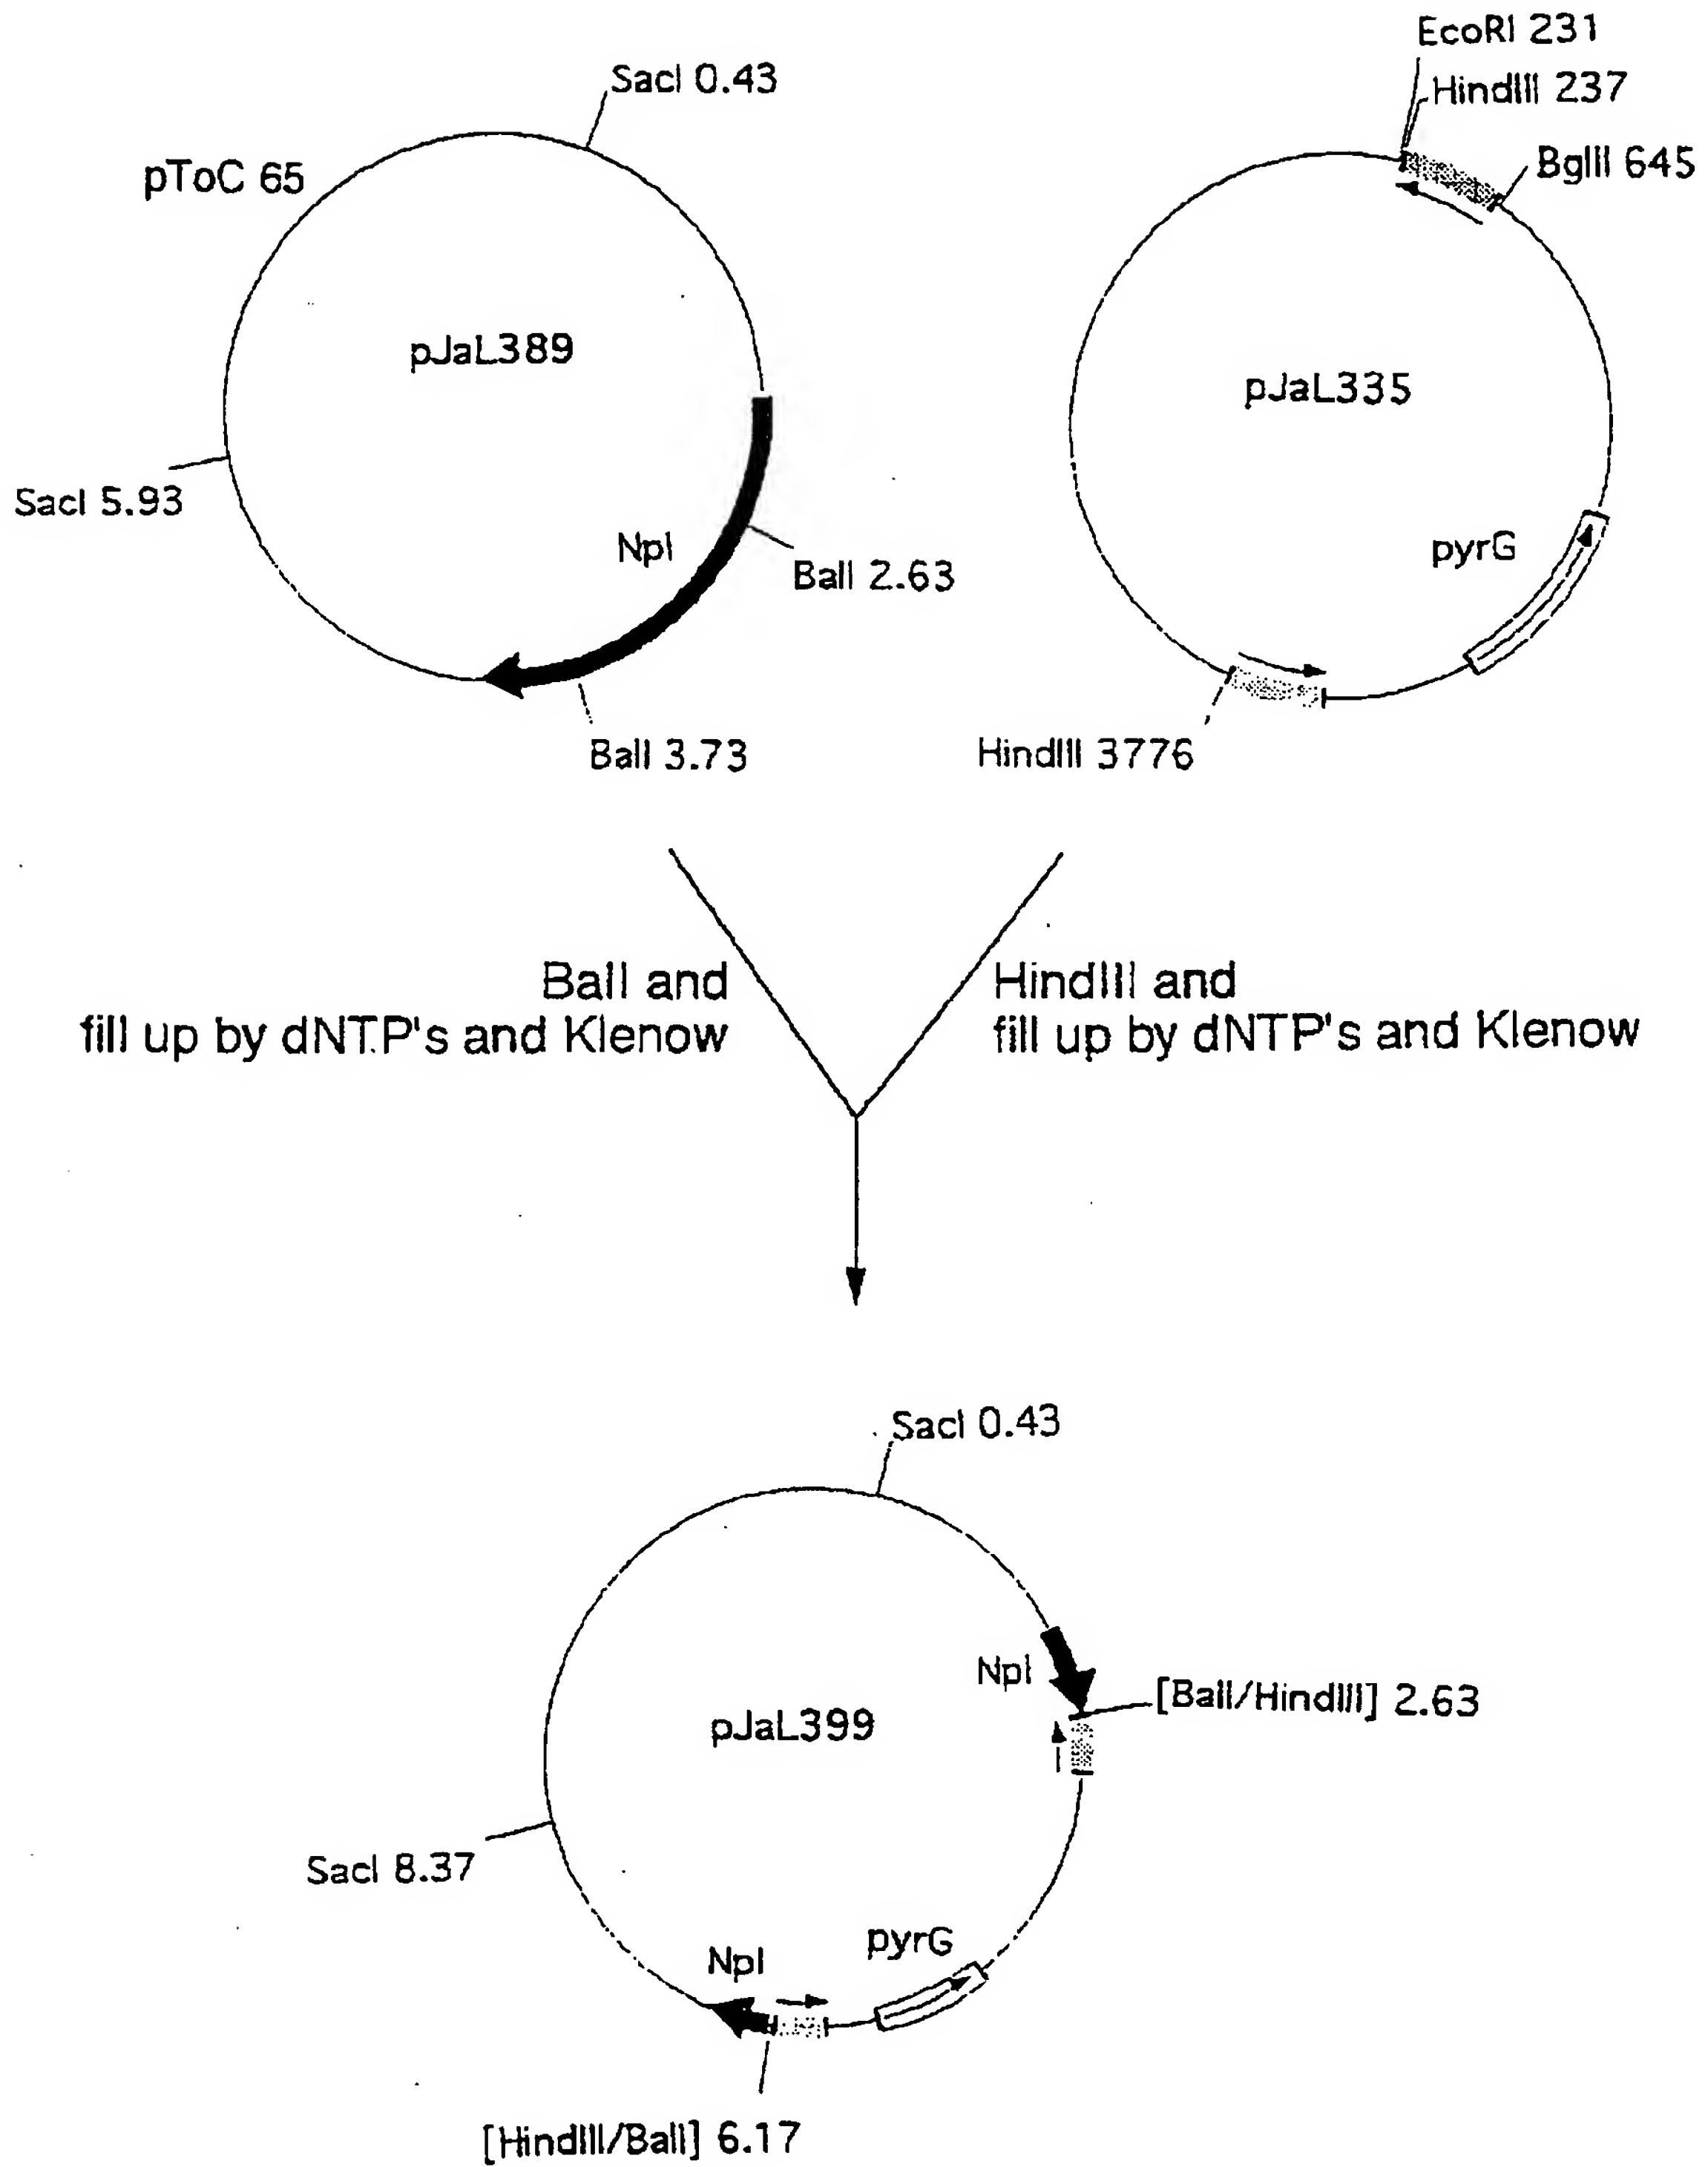 EcoRI 231
SacI 0.43
HindIII 237
pToC 65
BglII 645
pJaL389
pJaL335
SacI 5.93
NpI
BalI 2.63
pyrG
BalI 3.73
HindIII 3776
BalI and
fill up by dNTP's and Klenow
HindIII and
fill up by dNTP's and Klenow
SacI 0.43
NpI
[BalI/HindIII] 2.63
pJaL399
SacI 8.37
pyrG
NpI
[HindIII/BalI] 6.17